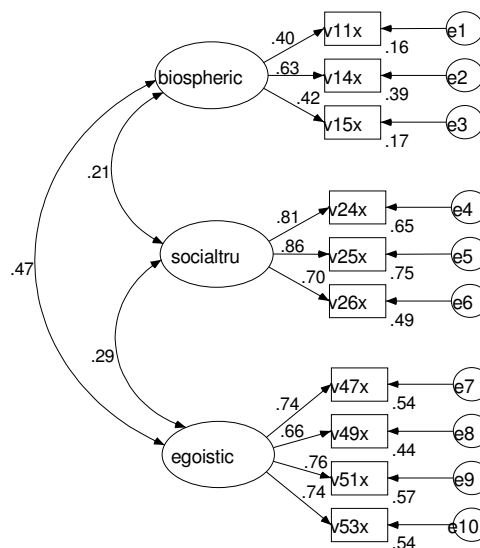 .40
v11x
.16
e1
biospheric
.63
v14x
.39
e2
.42
v15x
.17
e3
.21
.81
v24x
.65
e4
.47
socialtru
.86
v25x
.75
e5
.70
v26x
.49
e6
.29
.74
v47x
.54
e7
.66
v49x
.44
e8
egoistic
.76
v51x
.57
e9
.74
v53x
.54
e10